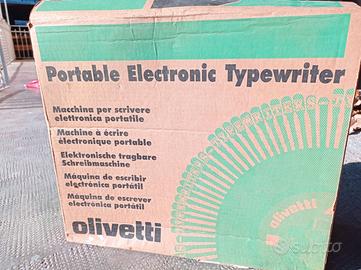 Portable Electronic Typewriter
Macchina per scrivere
elettronica portatile
Machine à écrire
électronique portable
Elektronische tragbare
Schreibmaschine
Máquina de escribir
electrónica portátil
Máquina de escrever
electrónica portátil
olivetti
olivetti
subito